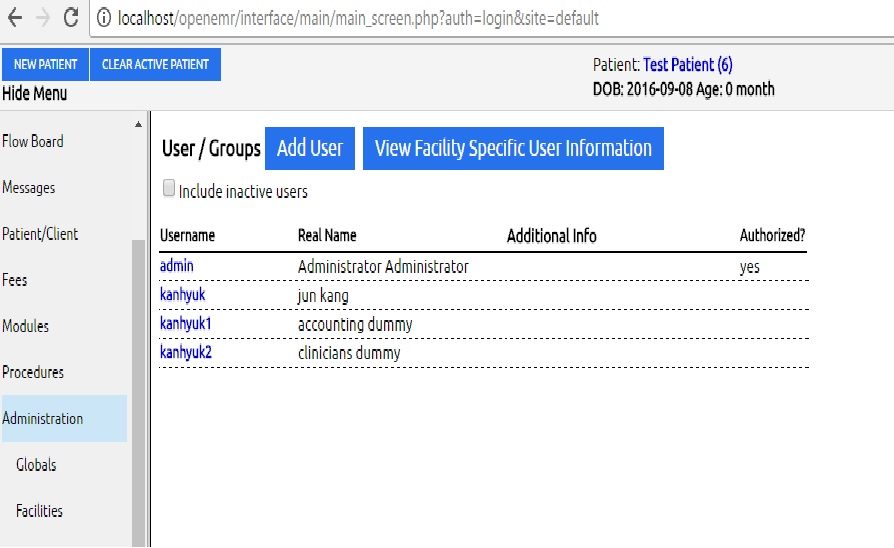 localhost/openemr/interface/main/main_screen.php?auth=login&site=default
NEW PATIENT CLEAR ACTIVE PATIENT
Patient: Test Patient (6)
Hide Menu
DOB: 2016-09-08 Age: 0 month
Flow Board
Messages
Patient/Client
Fees
Modules
Procedures
Administration
Globals
Facilities
User / Groups Add User View Facility Specific User Information
Include inactive users
Username Real Name Additional Info Authorized?
admin Administrator Administrator yes
kanhyuk jun kang
kanhyuk1 accounting dummy
kanhyuk2 clinicians dummy